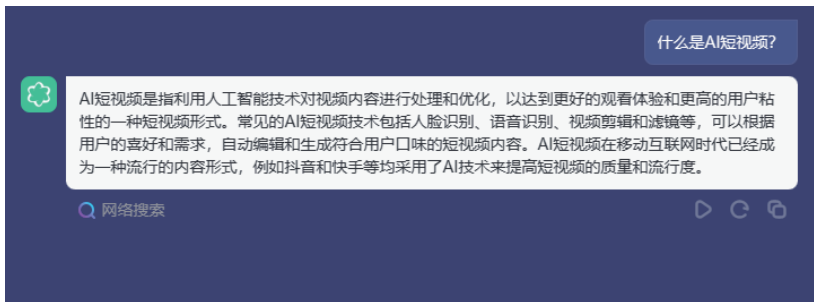 什么是AI短视频?
AI短视频是指利用人工智能技术对视频内容进行处理和优化，以达到更好的观看体验和更高的用户粘
性的一种短视频形式。常见的AI短视频技术包括人脸识别、语音识别、视频剪辑和滤镜等，可以根据
用户的喜好和需求，自动编辑和生成符合用户口味的短视频内容。AI短视频在移动互联网时代已经成
为一种流行的内容形式，例如抖音和快手等均采用了AI技术来提高短视频的质量和流行度。
网络搜索